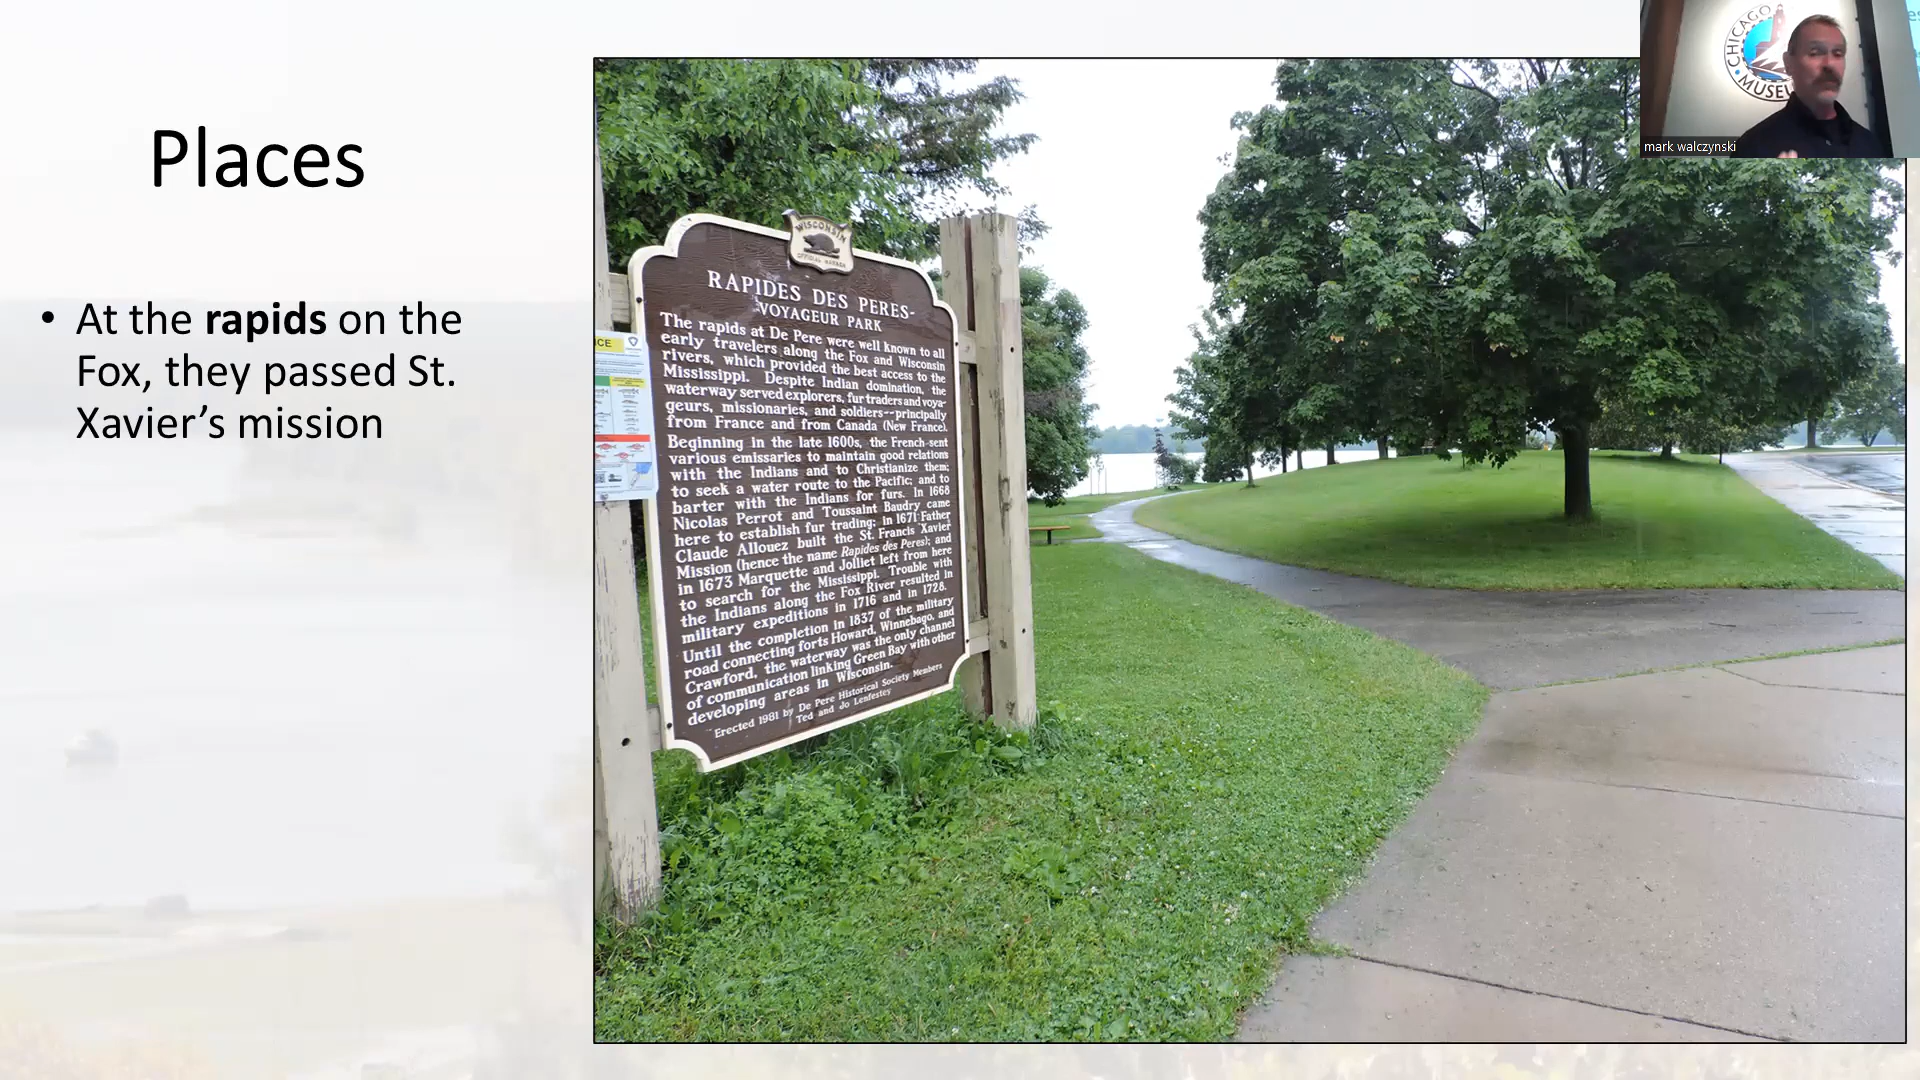 Places
• At the rapids on the
Fox, they passed St.
Xavier's mission
WISCONSIN
OFFICIAL MARKER
RAPIDES DES PERES-
VOYAGEUR PARK
The rapids at De Pere were well known to all
early travelers along the Fox and Wisconsin
rivers, which provided the best access to the
Mississippi. Despite Indian domination, the
waterway served explorers, fur traders and voya-
geurs, missionaries, and soldiers--principally
from France and from Canada (New France).
Beginning in the late 1600s, the French sent
various emissaries to maintain good relations
with the Indians and to Christianize them;
to seek a water route to the Pacific; and to
barter with the Indians for furs. In 1668
Nicolas Perrot and Toussaint Baudry came
here to establish fur trading; in 1671 Father
Claude Allouez built the St. Francis Xavier
Mission (hence the name Rapides des Peres); and
in 1673 Marquette and Jolliet left from here
to search for the Mississippi. Trouble with
the Indians along the Fox River resulted in
military expeditions in 1716 and in 1728.
Until the completion in 1837 of the military
road connecting forts Howard, Winnebago, and
Crawford, the waterway was the only channel
of communication linking Green Bay with other
developing areas in Wisconsin.
Erected 1981 by De Pere Historical Society Members
Ted and Jo Lenfestey
ICE
CHICAGO
MUSE
es
mark walczynski